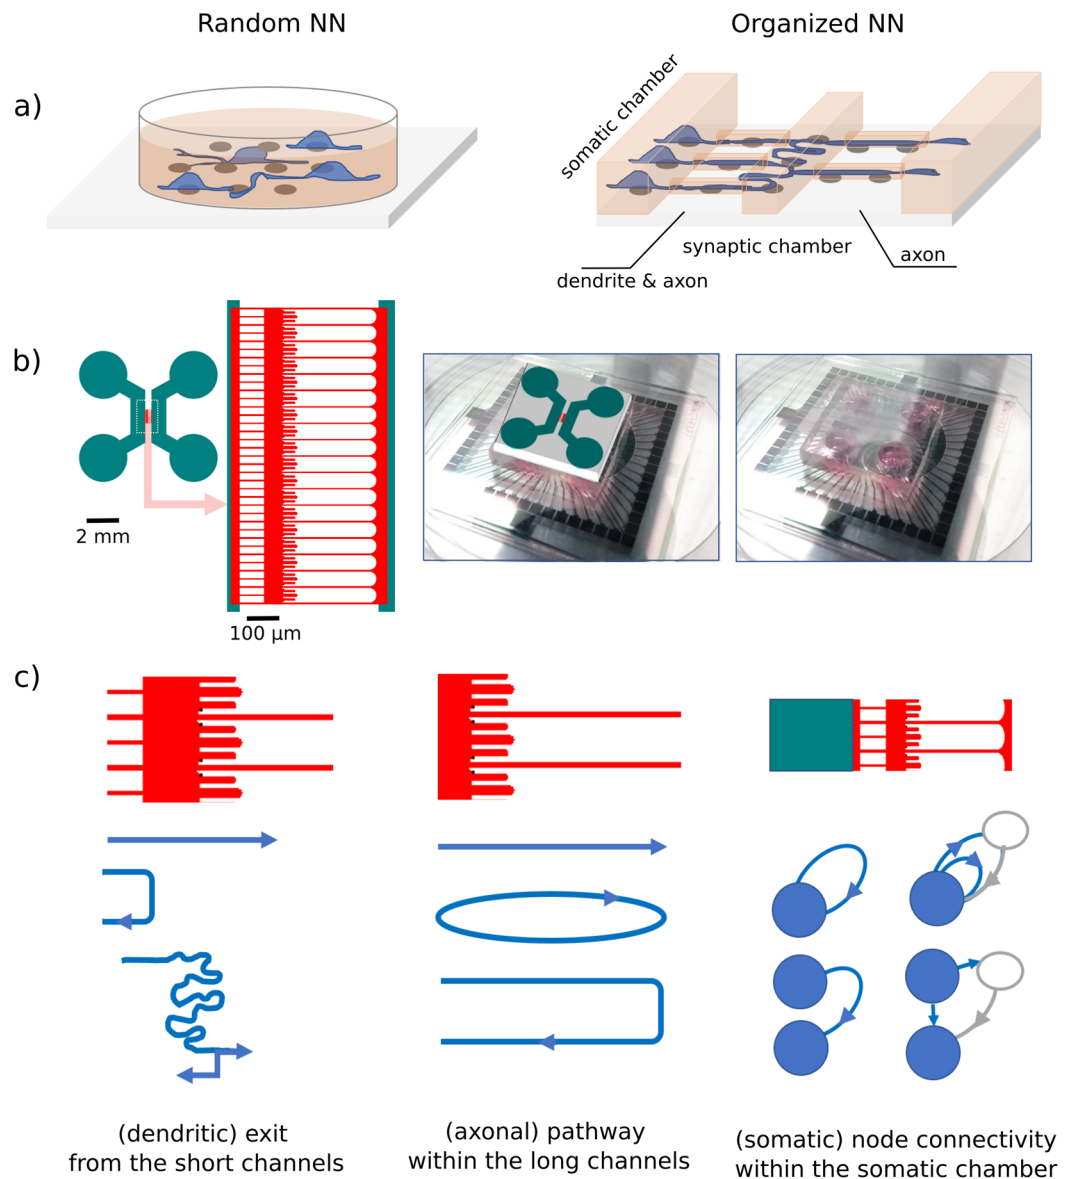 Random NN
Organized NN
a)
somatic chamber
synaptic chamber
axon
dendrite & axon
b)
2 mm
100 µm
c)
(dendritic) exit
from the short channels
(axonal) pathway
within the long channels
(somatic) node connectivity
within the somatic chamber